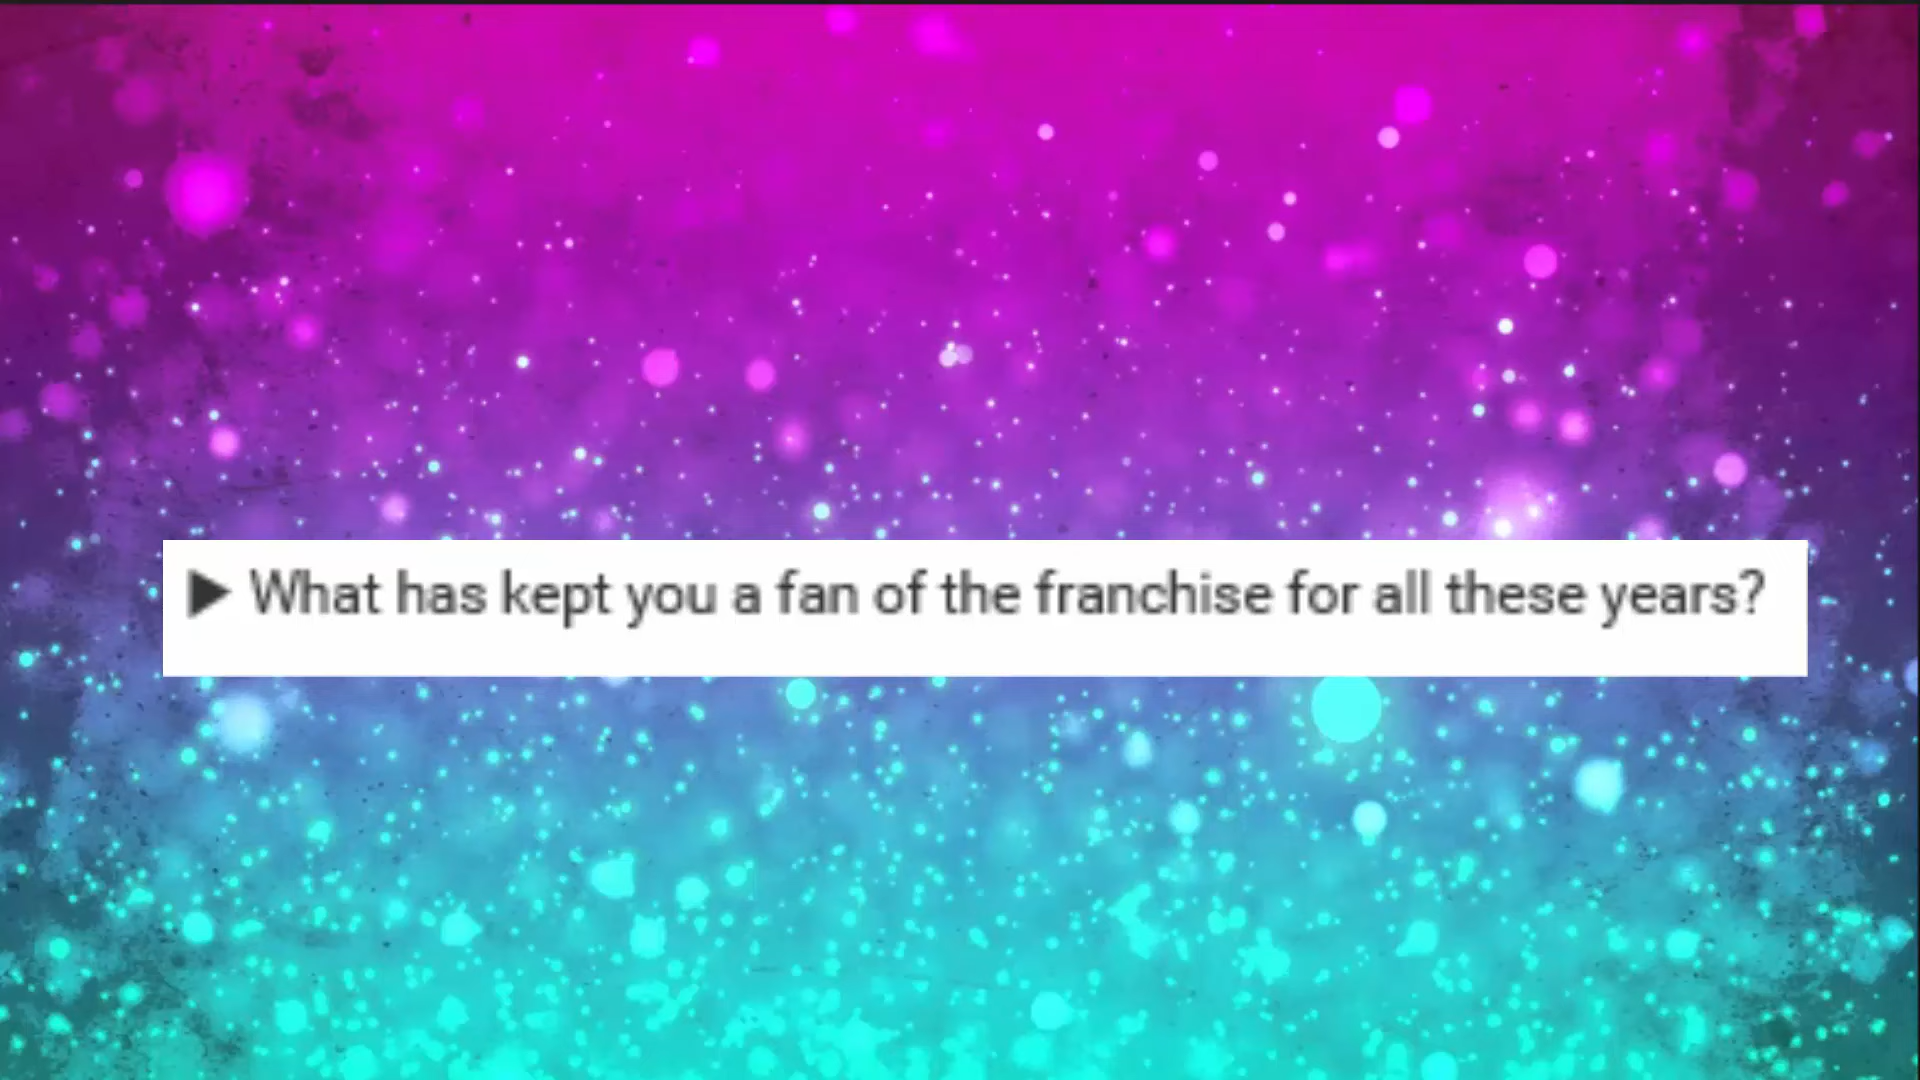 ▶ What has kept you a fan of the franchise for all these years?